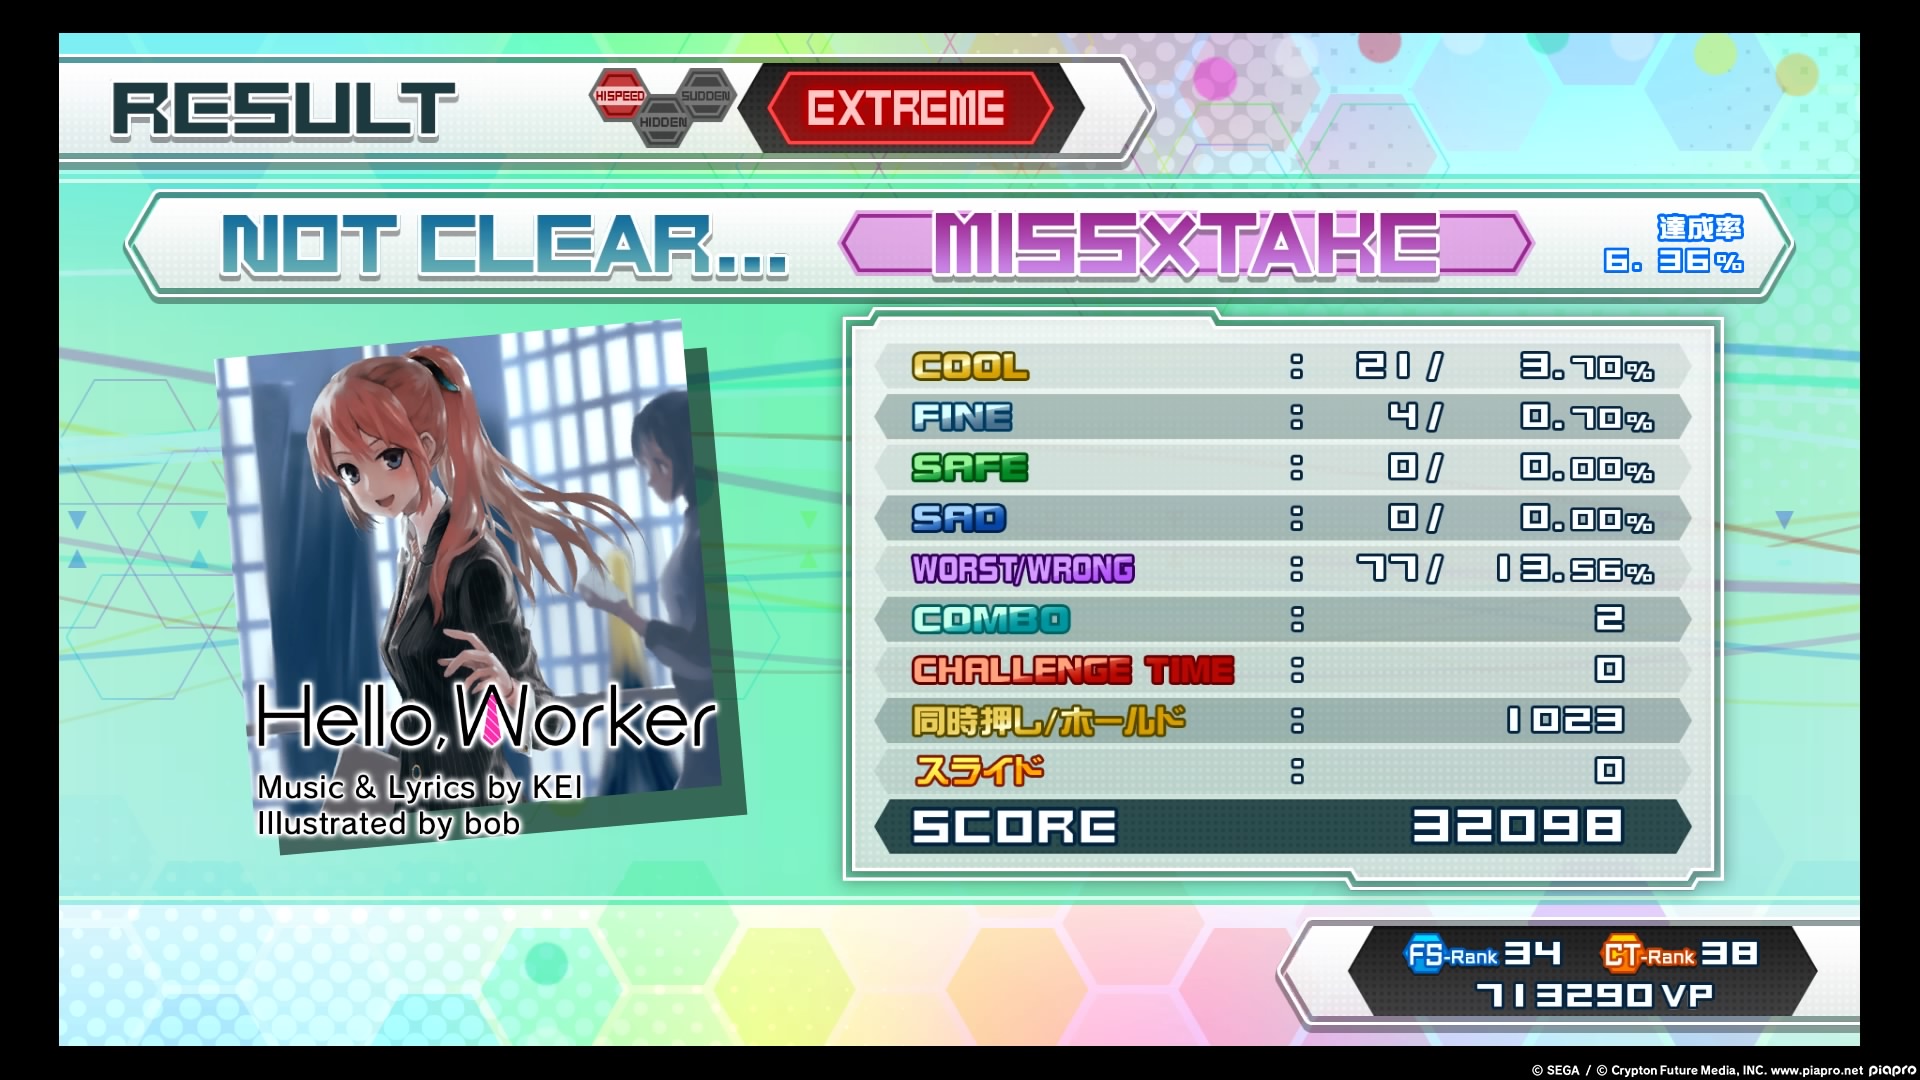 RESULT
HISPEED
HIDDEN
SUDDEN
EXTREME
NOT CLEAR...
MISS×TAKE
達成率
6.36%
COOL : 21/ 3.70%
FINE : 4/ 0.70%
SAFE : 0/ 0.00%
SAD : 0/ 0.00%
WORST/WRONG : 77/ 13.56%
COMBO : 2
CHALLENGE TIME : 0
同時押し/ホールド : 1023
スライド : 0
SCORE 32098
Hello, Worker
Music & Lyrics by KEI
Illustrated by bob
FS-Rank 34 CT-Rank 38
713290 VP
© SEGA / © Crypton Future Media, INC. www.piapro.net piapro